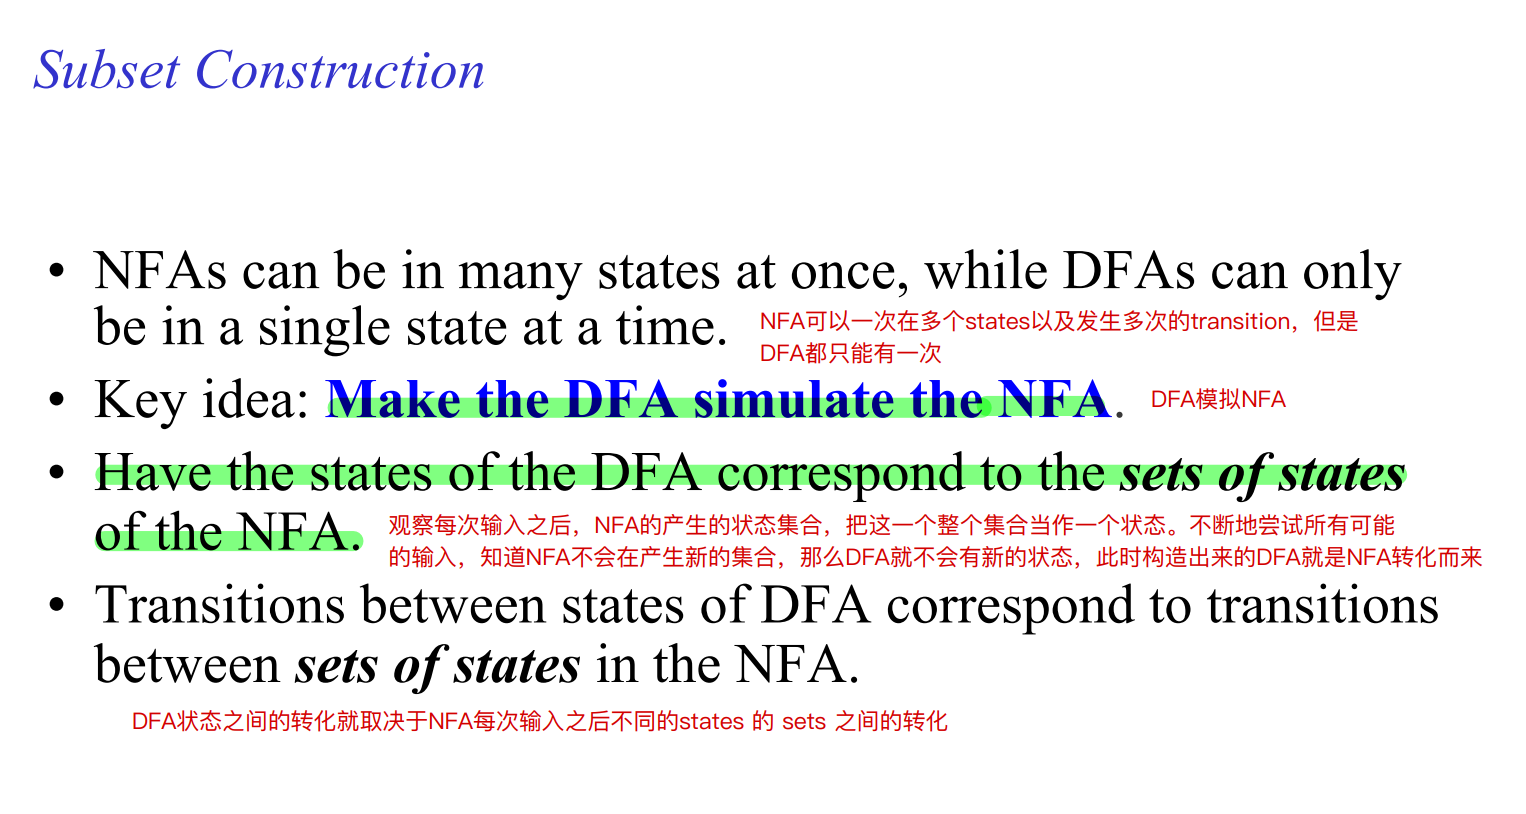 Subset Construction
• NFAs can be in many states at once, while DFAs can only
be in a single state at a time.
NFA可以一次在多个states以及发生多次的transition，但是
DFA都只能有一次
• Key idea: Make the DFA simulate the NFA.
DFA模拟NFA
• Have the states of the DFA correspond to the sets of states
of the NFA.
观察每次输入之后，NFA的产生的状态集合，把这一个整个集合当作一个状态。不断地尝试所有可能
的输入，知道NFA不会在产生新的集合，那么DFA就不会有新的状态，此时构造出来的DFA就是NFA转化而来
• Transitions between states of DFA correspond to transitions
between sets of states in the NFA.
DFA状态之间的转化就取决于NFA每次输入之后不同的states 的 sets 之间的转化